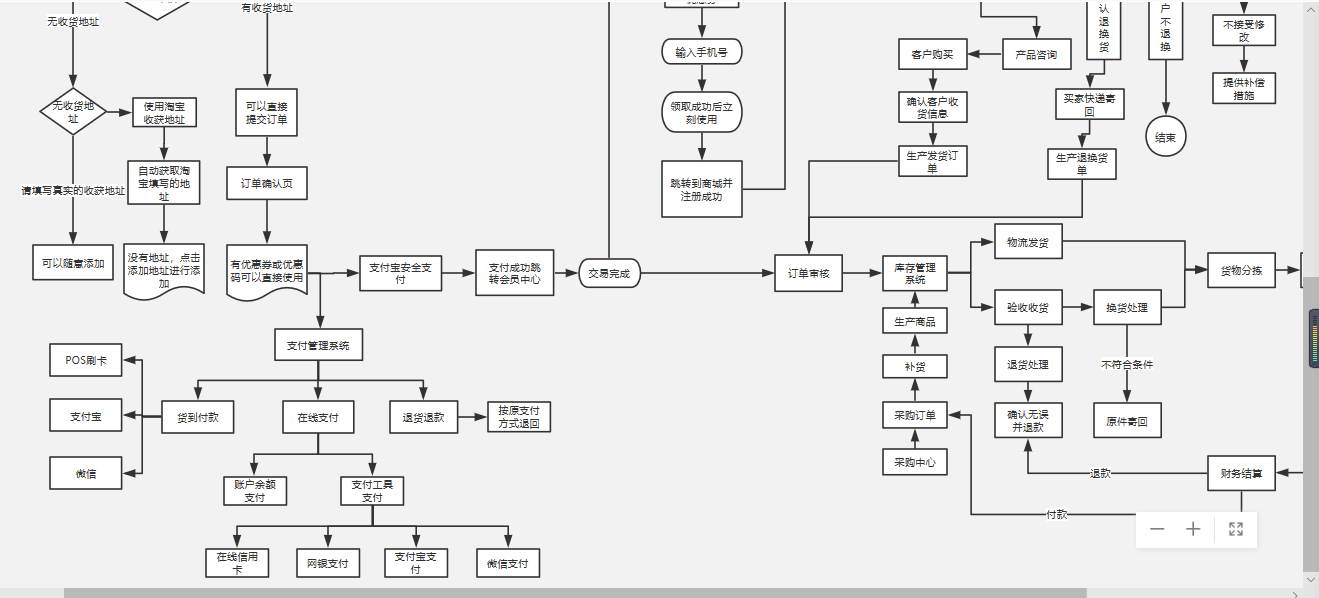 有收货地址
无收货地址
认
退
换
货
户
不
退
换
不接受修
改
输入手机号
客户购买
产品咨询
提供补偿
措施
无收货地
址
使用淘宝
收获地址
可以直接
提交订单
领取成功后立
刻使用
确认客户收
货信息
买家快递寄
回
结束
自动获取淘
宝填写的地
址
请填写真实的收获地址
订单确认页
跳转到商城并
注册成功
生产发货订
单
生产退换货
单
可以随意添加
没有地址，点击
添加地址进行添
加
有优惠券或优惠
码可以直接使用
支付宝安全支
付
支付成功跳
转会员中心
交易完成
订单审核
库存管理
系统
物流发货
货物分拣
验收收货
换货处理
生产商品
支付管理系统
POS刷卡
补货
退货处理
不符合条件
支付宝
货到付款
在线支付
退货退款
按原支付
方式退回
采购订单
确认无误
并退款
原件寄回
微信
采购中心
退款
财务结算
账户余额
支付
支付工具
支付
付款
在线信用
卡
网银支付
支付宝支
付
微信支付